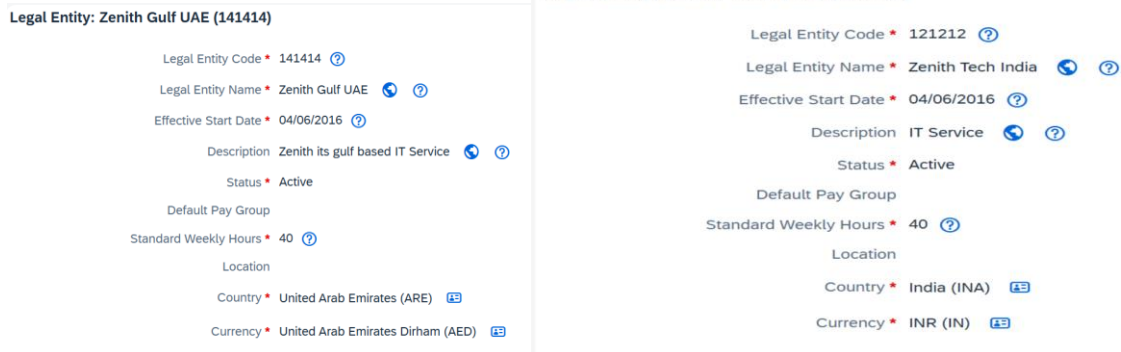 Legal Entity: Zenith Gulf UAE (141414)
Legal Entity Code * 141414
Legal Entity Name * Zenith Gulf UAE
Effective Start Date * 04/06/2016
Description Zenith its gulf based IT Service
Status * Active
Default Pay Group
Standard Weekly Hours * 40
Location
Country * United Arab Emirates (ARE)
Currency * United Arab Emirates Dirham (AED)
Legal Entity Code * 121212
Legal Entity Name * Zenith Tech India
Effective Start Date * 04/06/2016
Description IT Service
Status * Active
Default Pay Group
Standard Weekly Hours * 40
Location
Country * India (INA)
Currency * INR (IN)